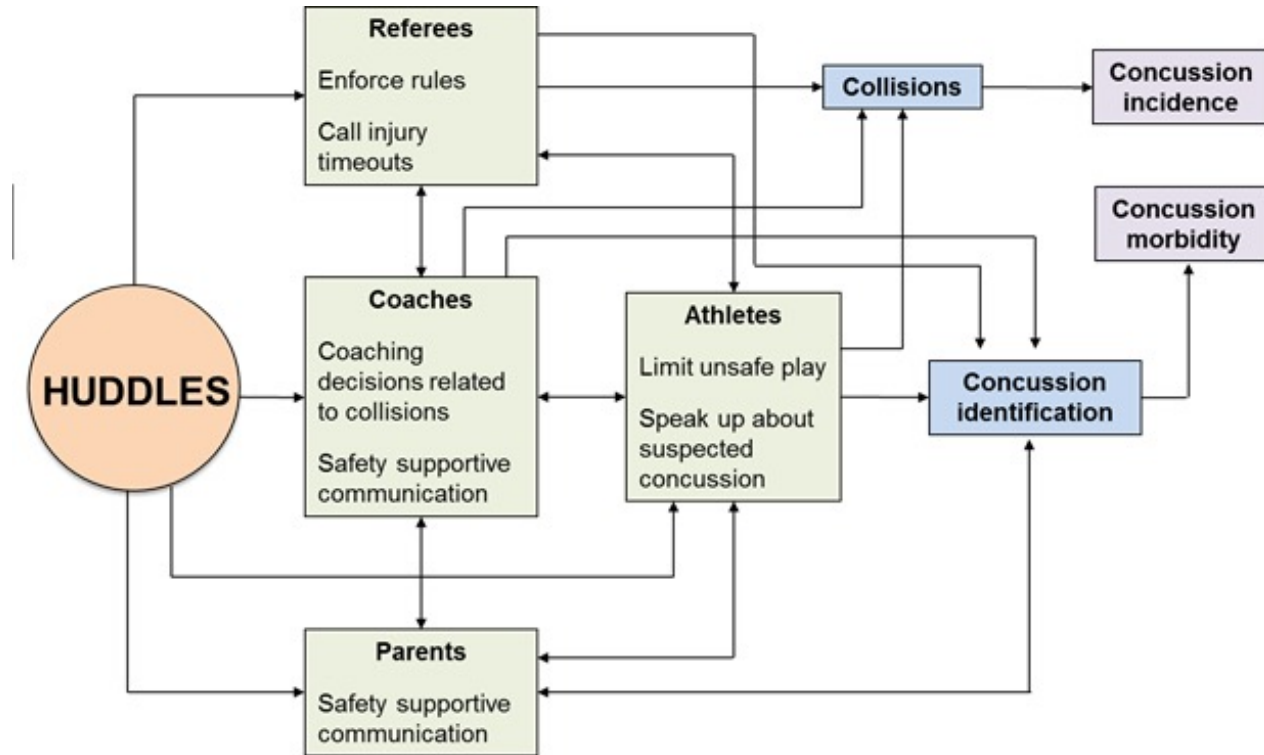 Referees
Enforce rules
Call injury
timeouts
Collisions
Concussion
incidence
Concussion
morbidity
HUDDLES
Coaches
Coaching
decisions related
to collisions
Safety supportive
communication
Athletes
Limit unsafe play
Speak up about
suspected
concussion
Concussion
identification
Parents
Safety supportive
communication